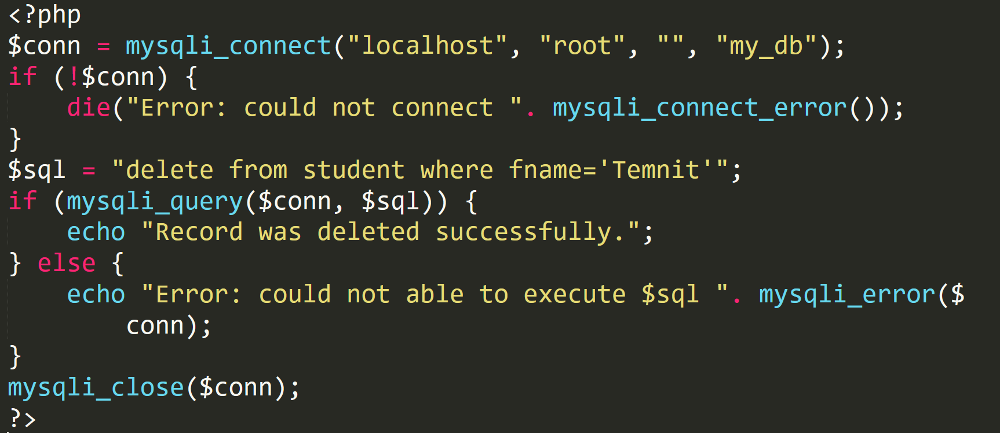 <?php
$conn = mysqli_connect("localhost", "root", "", "my_db");
if (!$conn) {
    die("Error: could not connect ". mysqli_connect_error());
}
$sql = "delete from student where fname='Temnit'";
if (mysqli_query($conn, $sql)) {
    echo "Record was deleted successfully.";
} else {
    echo "Error: could not able to execute $sql ". mysqli_error($
        conn);
}
mysqli_close($conn);
?>